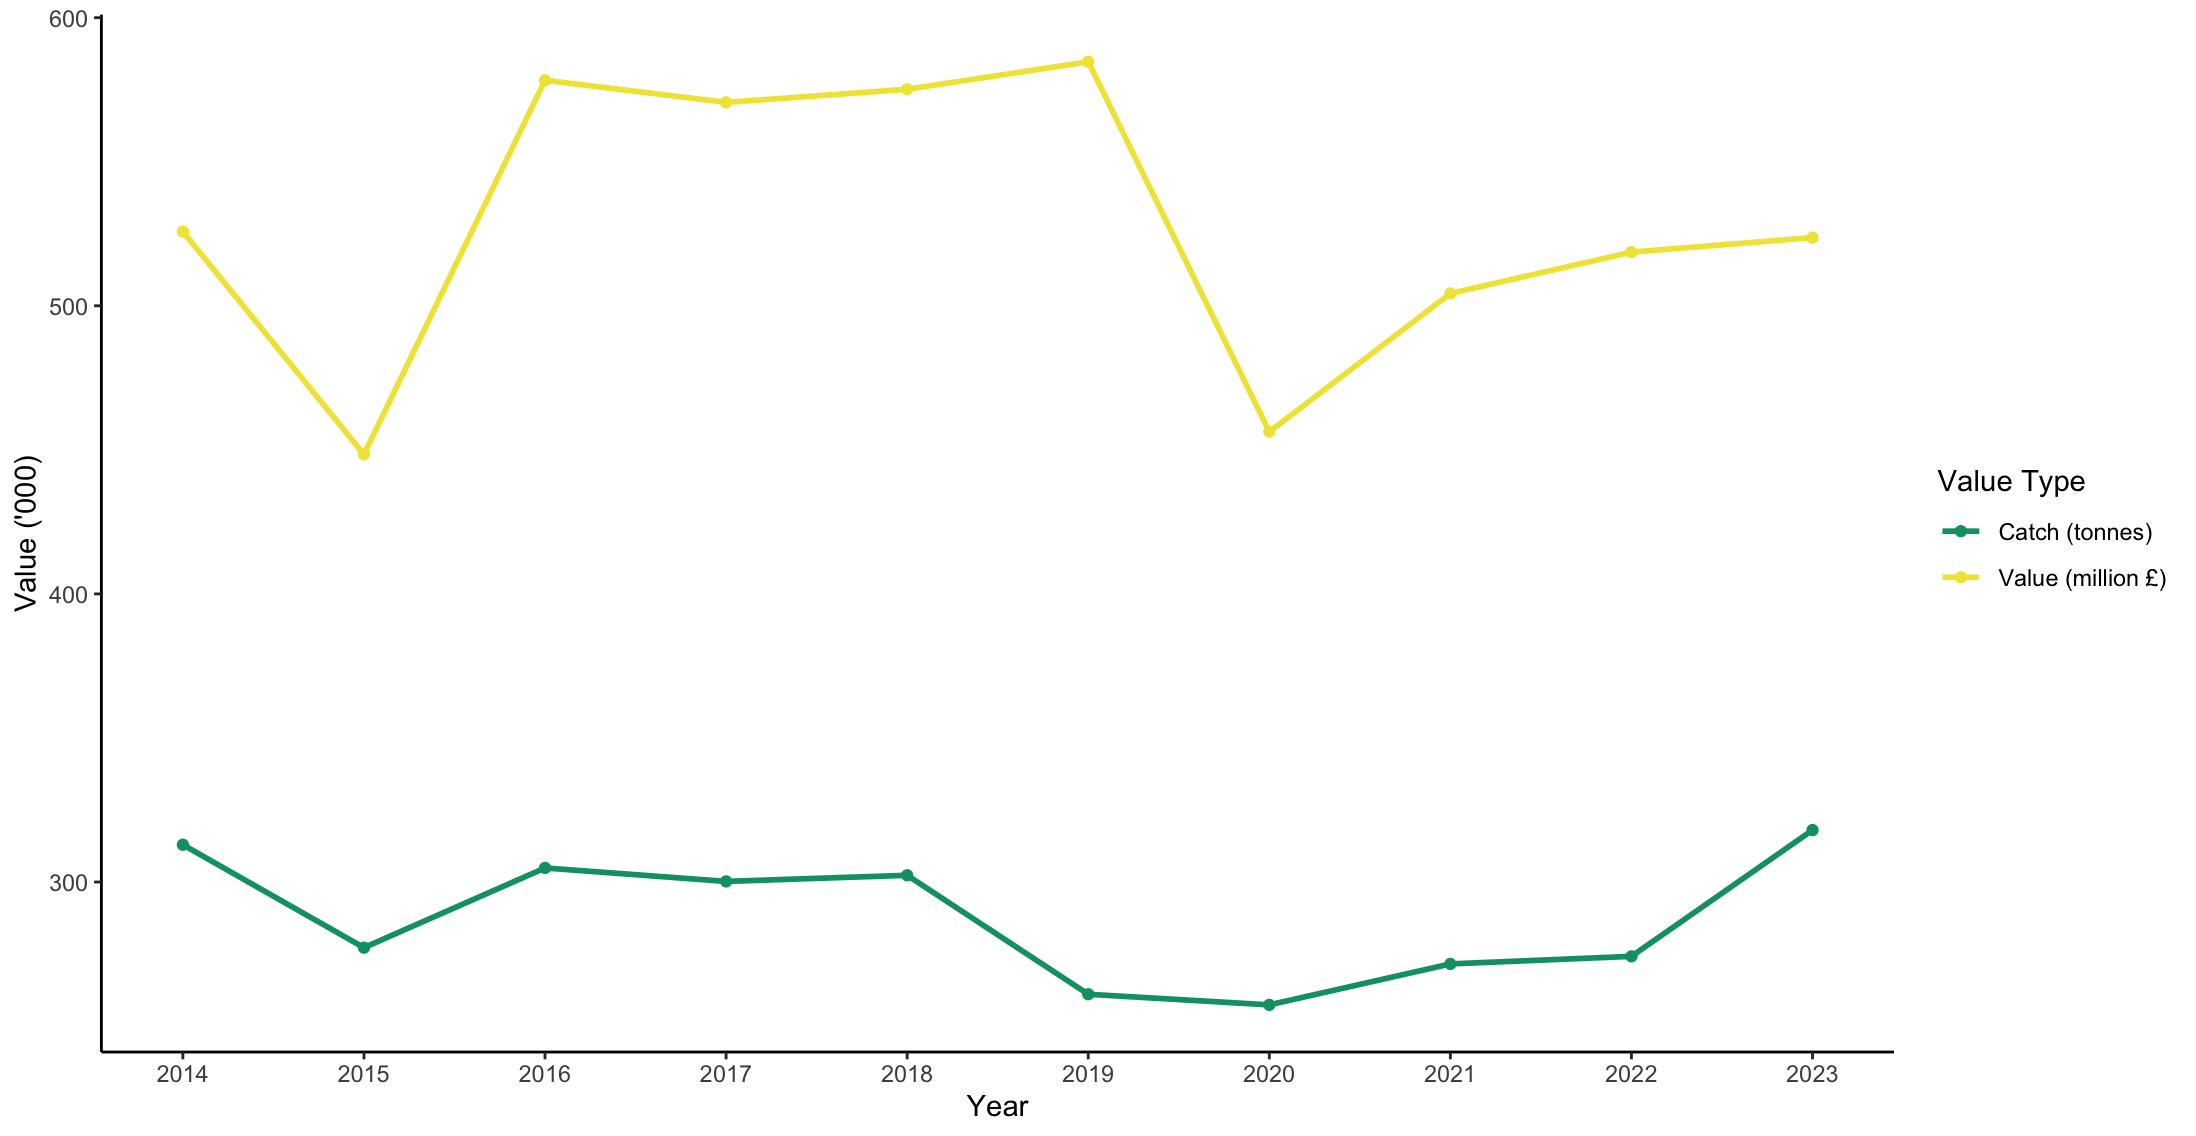 600
500
400
300
Value ('000)
2014 2015 2016 2017 2018 2019 2020 2021 2022 2023
Year
Value Type
Catch (tonnes)
Value (million £)